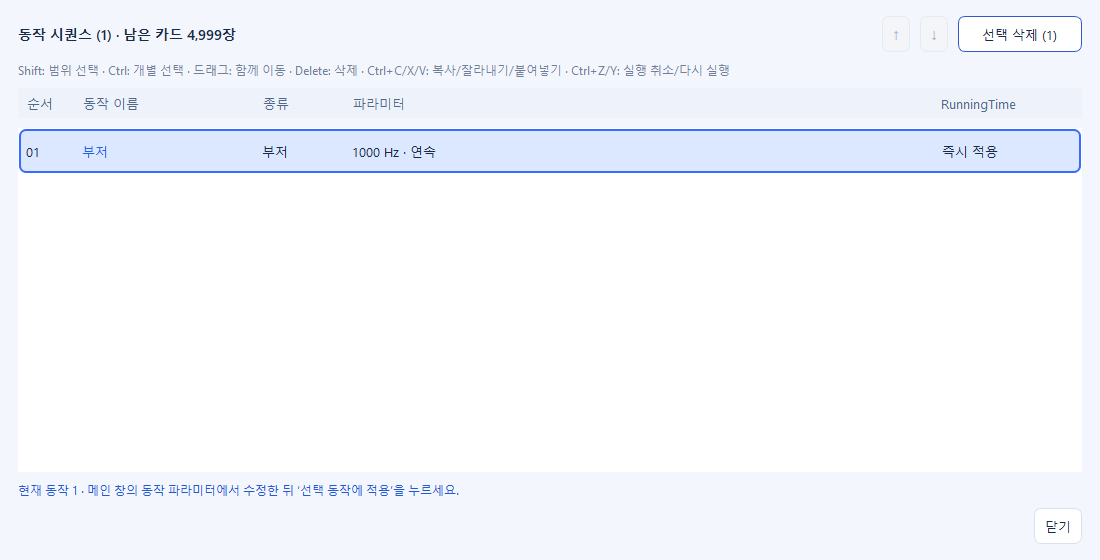 동작 시퀀스 (1) · 남은 카드 4,999장
↑ ↓ 선택 삭제 (1)
Shift: 범위 선택 · Ctrl: 개별 선택 · 드래그: 함께 이동 · Delete: 삭제 · Ctrl+C/X/V: 복사/잘라내기/붙여넣기 · Ctrl+Z/Y: 실행 취소/다시 실행
순서 동작 이름 종류 파라미터 RunningTime
01 부저 부저 1000 Hz · 연속 즉시 적용
현재 동작 1 · 메인 창의 동작 파라미터에서 수정한 뒤 '선택 동작에 적용'을 누르세요.
닫기